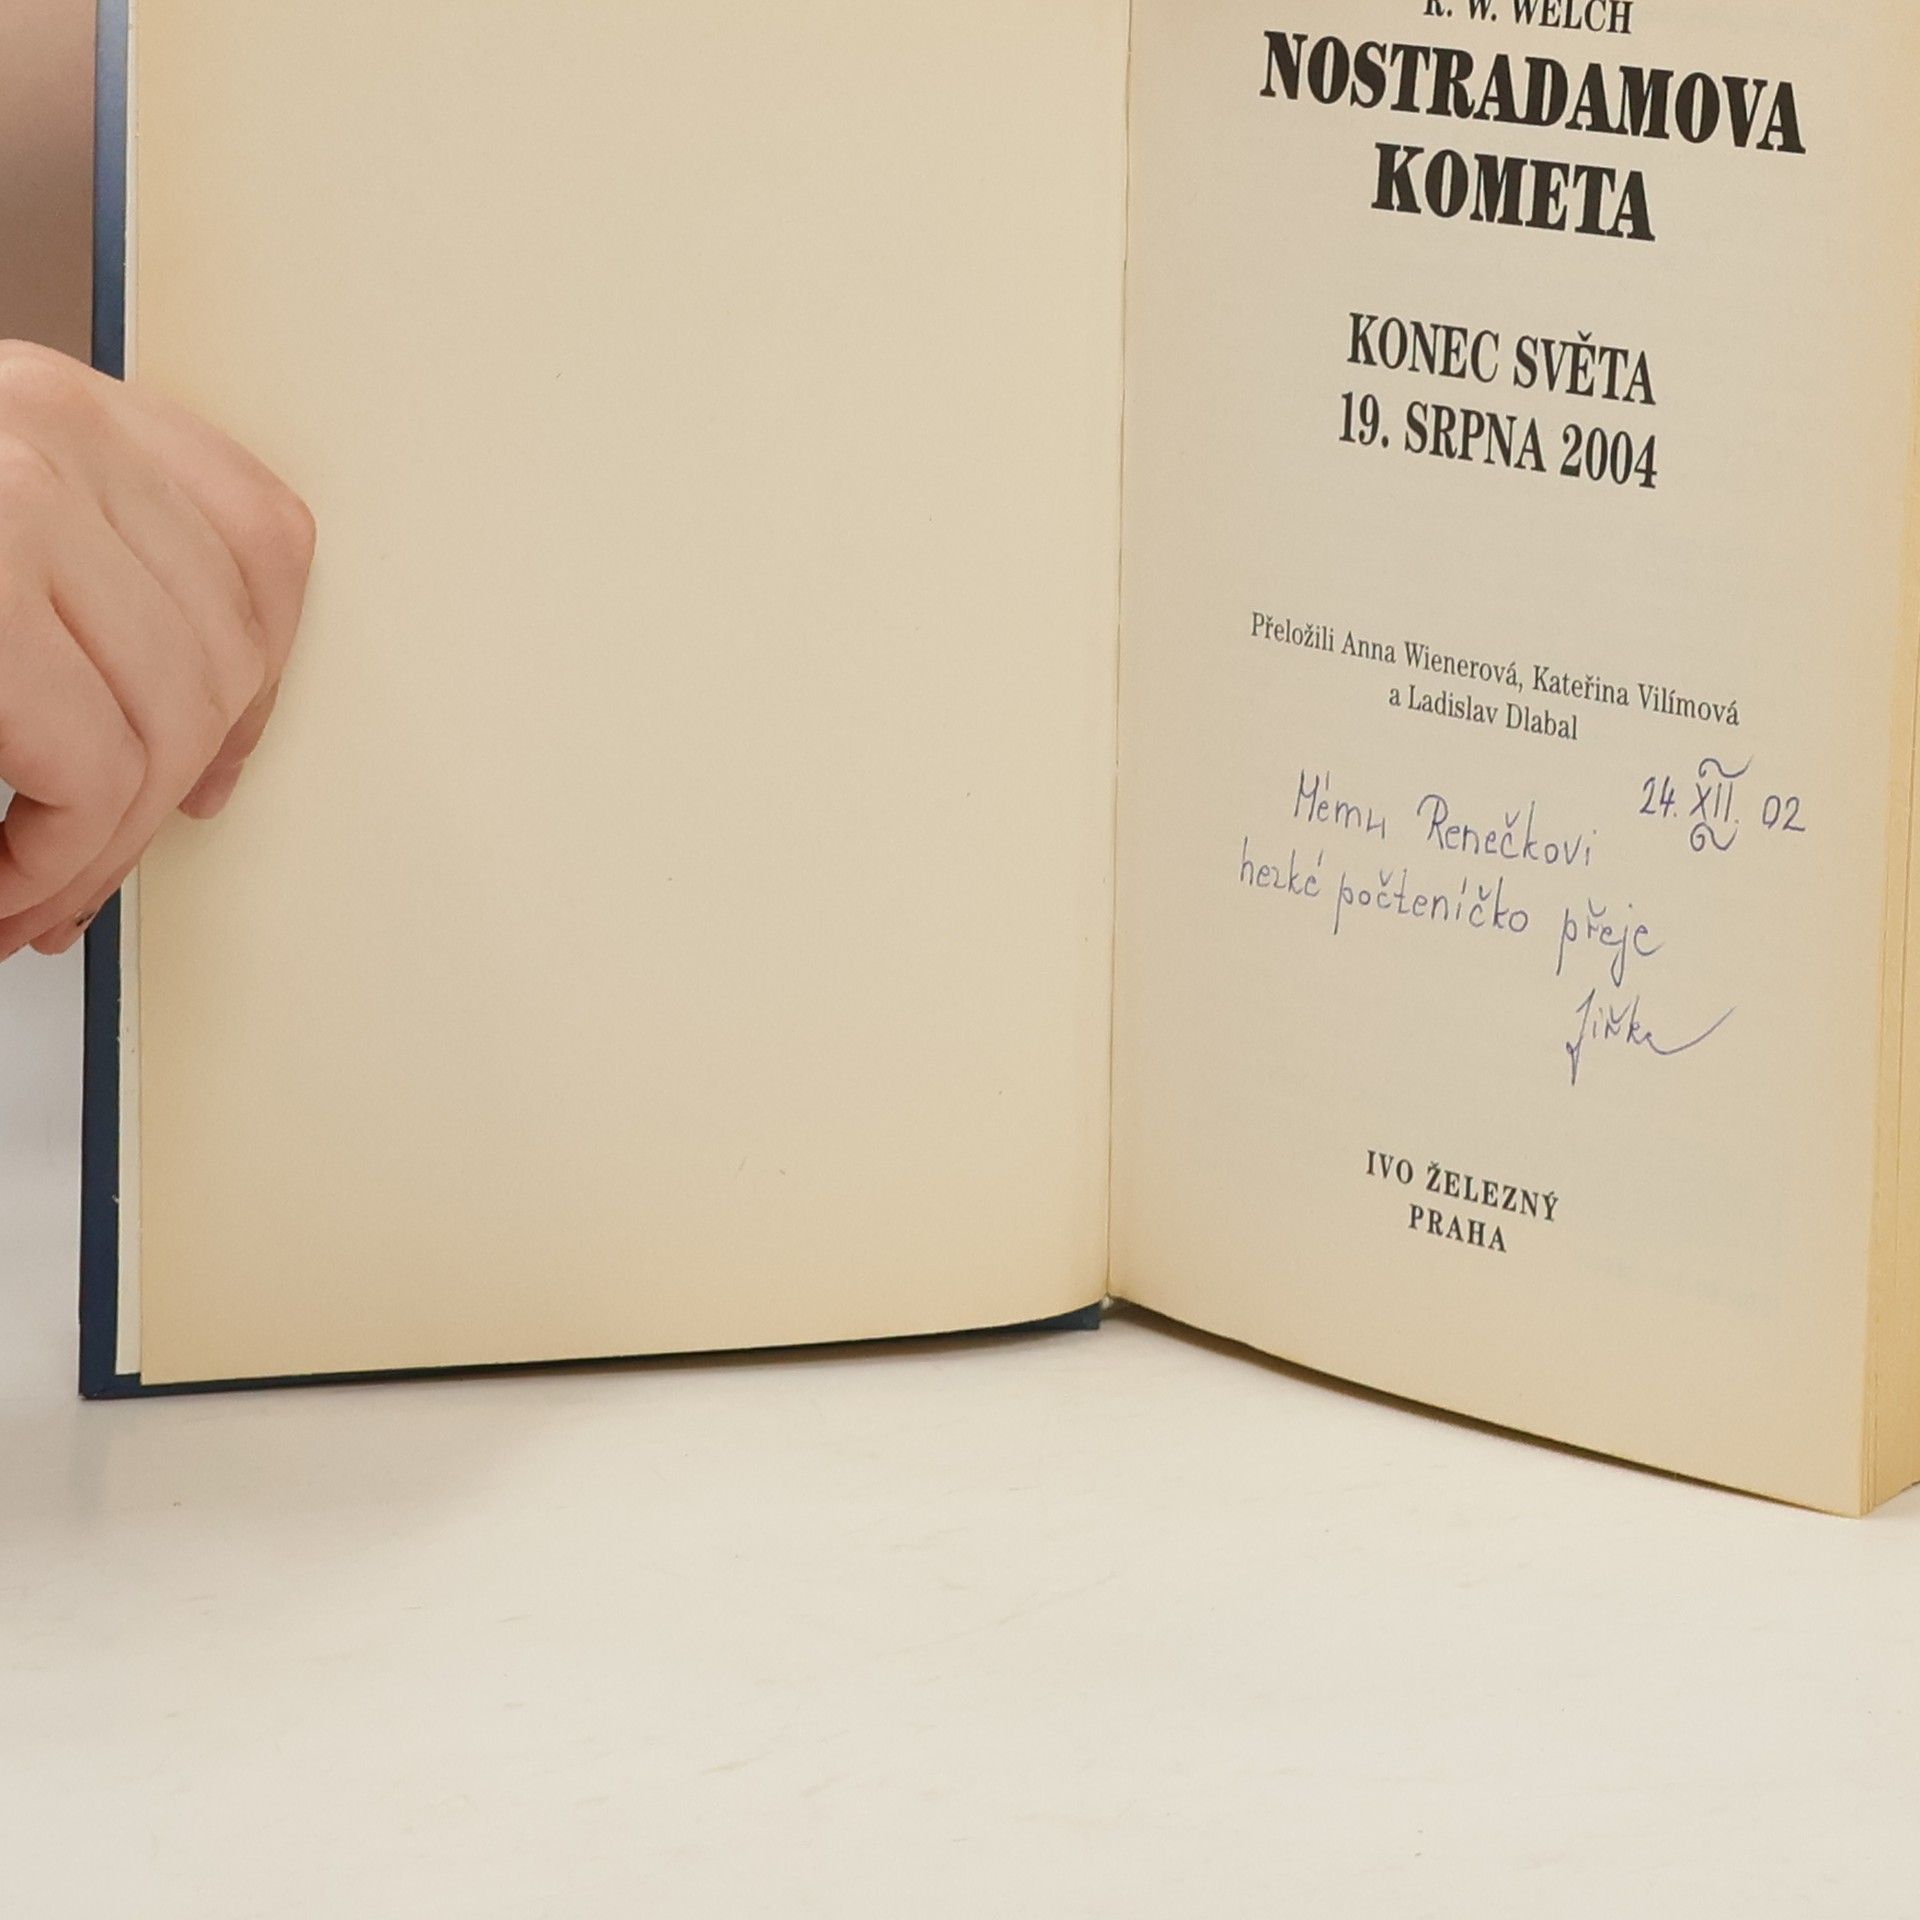 R. W. WELCH
NOSTRADAMOVA
KOMETA
KONEC SVĚTA
19. SRPNA 2004
Přeložili Anna Wienerová, Kateřina Vilímová
a Ladislav Dlabal
24. XII. 02
Mému Renečkovi
hezké počteníčko přeje
Jiřka
IVO ŽELEZNÝ
PRAHA